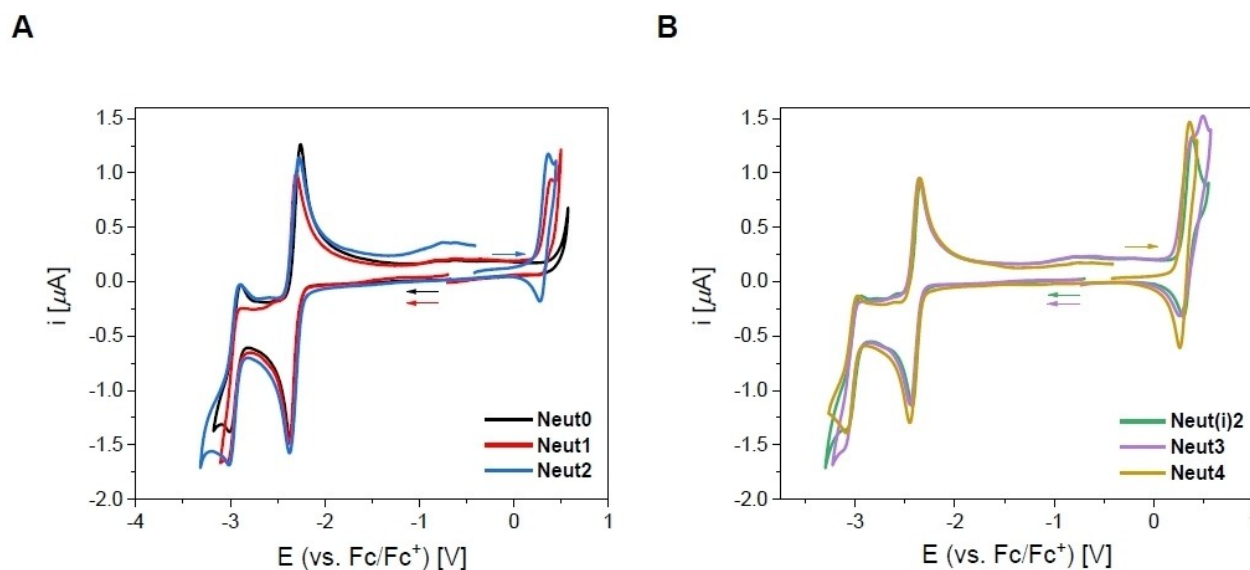 A
B
1.5
1.0
0.5
0.0
-0.5
-1.0
-1.5
-2.0
i [μA]
Neut0
Neut1
Neut2
-4
-3
-2
-1
0
1
E (vs. Fc/Fc⁺) [V]
1.5
1.0
0.5
0.0
-0.5
-1.0
-1.5
-2.0
i [μA]
Neut(i)2
Neut3
Neut4
-3
-2
-1
0
1
E (vs. Fc/Fc⁺) [V]